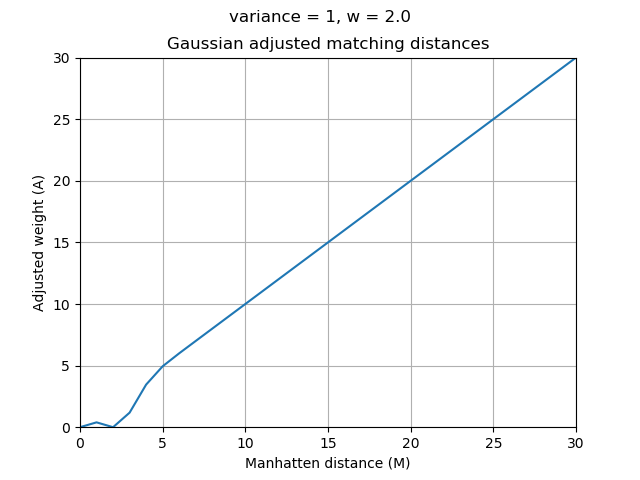 variance = 1, w = 2.0
Gaussian adjusted matching distances
30
25
20
15
10
5
0
Adjusted weight (A)
0 5 10 15 20 25 30
Manhatten distance (M)